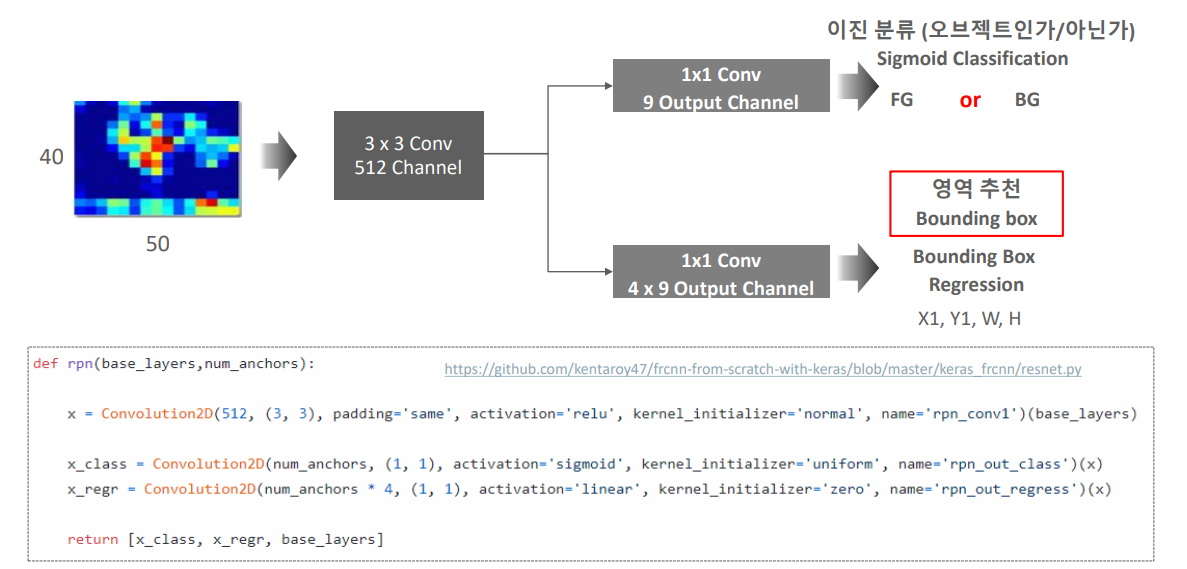 이진 분류 (오브젝트인가/아닌가)
Sigmoid Classification
FG or BG
1x1 Conv
9 Output Channel
40
50
3 x 3 Conv
512 Channel
영역 추천
Bounding box
1x1 Conv
4 x 9 Output Channel
Bounding Box
Regression
X1, Y1, W, H
def rpn(base_layers,num_anchors):
https://github.com/kentaroy47/frcnn-from-scratch-with-keras/blob/master/keras_frcnn/resnet.py
x = Convolution2D(512, (3, 3), padding='same', activation='relu', kernel_initializer='normal', name='rpn_conv1')(base_layers)
x_class = Convolution2D(num_anchors, (1, 1), activation='sigmoid', kernel_initializer='uniform', name='rpn_out_class')(x)
x_regr = Convolution2D(num_anchors * 4, (1, 1), activation='linear', kernel_initializer='zero', name='rpn_out_regress')(x)
return [x_class, x_regr, base_layers]